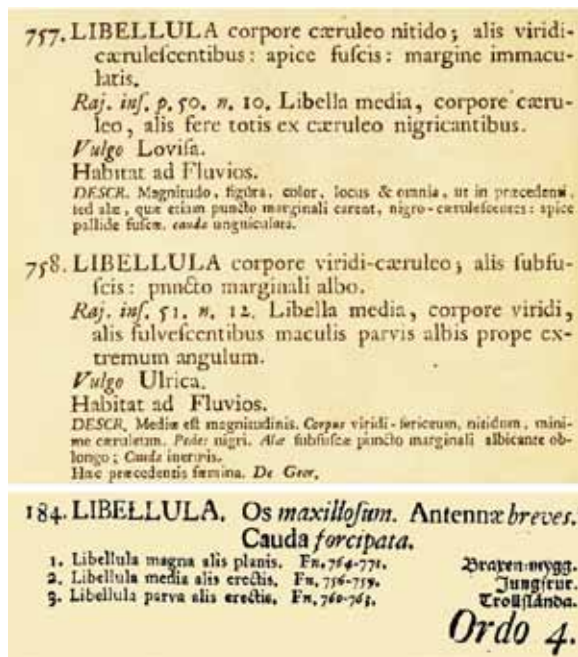 757. LIBELLULA corpore cæruleo nitido; alis viridi-
cæruleſcentibus: apice fuſcis: margine immacu-
latis.
Raj. inſ. p. 50. n. 10. Libella media, corpore cæru-
leo, alis fere totis ex cæruleo nigricantibus.
Vulgo Loviſa.
Habitat ad Fluvios.
DESCR. Magnitudo, figura, color, locus & omnia, ut in præcedenti,
ſed alæ, quæ etiam puncto marginali carent, nigro-cærulescentes: apice
pallide fuſcæ. cauda unguiculata.
758. LIBELLULA corpore viridi-cæruleo; alis ſubfu-
ſcis: puncto marginali albo.
Raj. inſ. 51. n. 12. Libella media, corpore viridi,
alis fulveſcentibus maculis parvis albis prope ex-
tremum angulum.
Vulgo Ulrica.
Habitat ad Fluvios.
DESCR. Mediæ eſt magnitudinis. Corpus viridi-ſericeum, nitidum, mini-
me cæruleum. Pedes nigri. Alæ ſubfuſcæ puncto marginali albicante ob-
longo; Cauda inermis.
Hæc præcedentis fæmina. De Geer.
184. LIBELLULA. Os maxilloſum. Antennæ breves.
Cauda forcipata.
1. Libellula magna alis planis. Fn. 764-771. Braxen-mygg.
2. Libellula media alis erectis. Fn. 756-759. Jungfrur.
3. Libellula parva alis erectis. Fn. 760-763. Trollſlända.
Ordo 4.